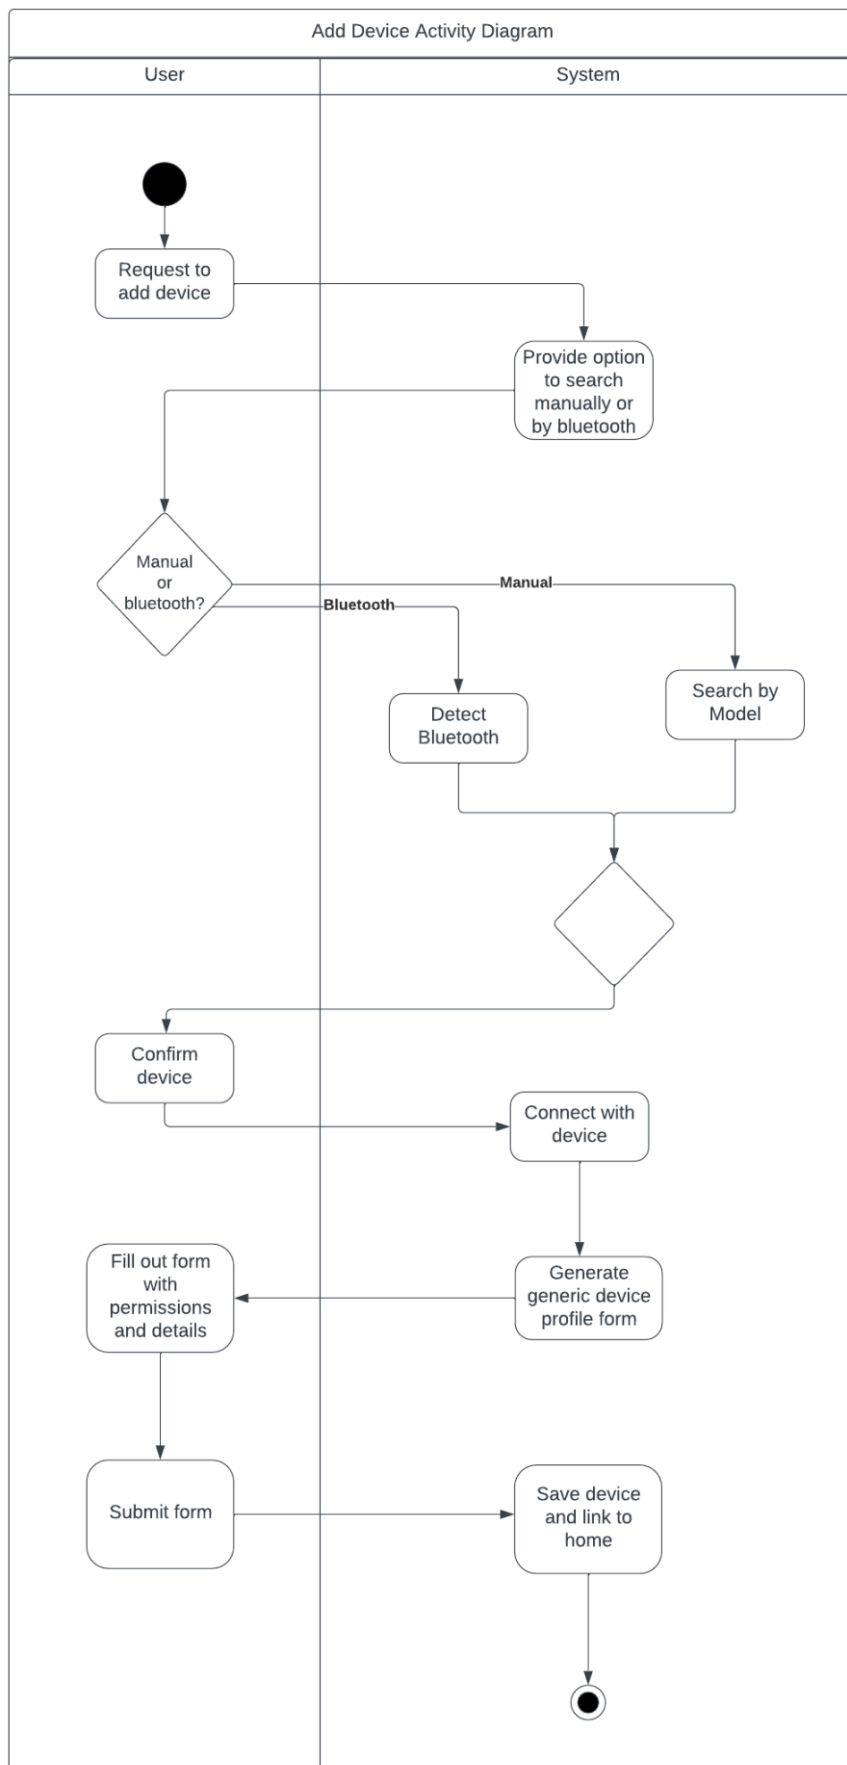 Add Device Activity Diagram
User
System
Request to
add device
Provide option
to search
manually or
by bluetooth
Manual
or
bluetooth?
Manual
Bluetooth
Search by
Model
Detect
Bluetooth
Confirm
device
Connect with
device
Generate
generic device
profile form
Fill out form
with
permissions
and details
Submit form
Save device
and link to
home